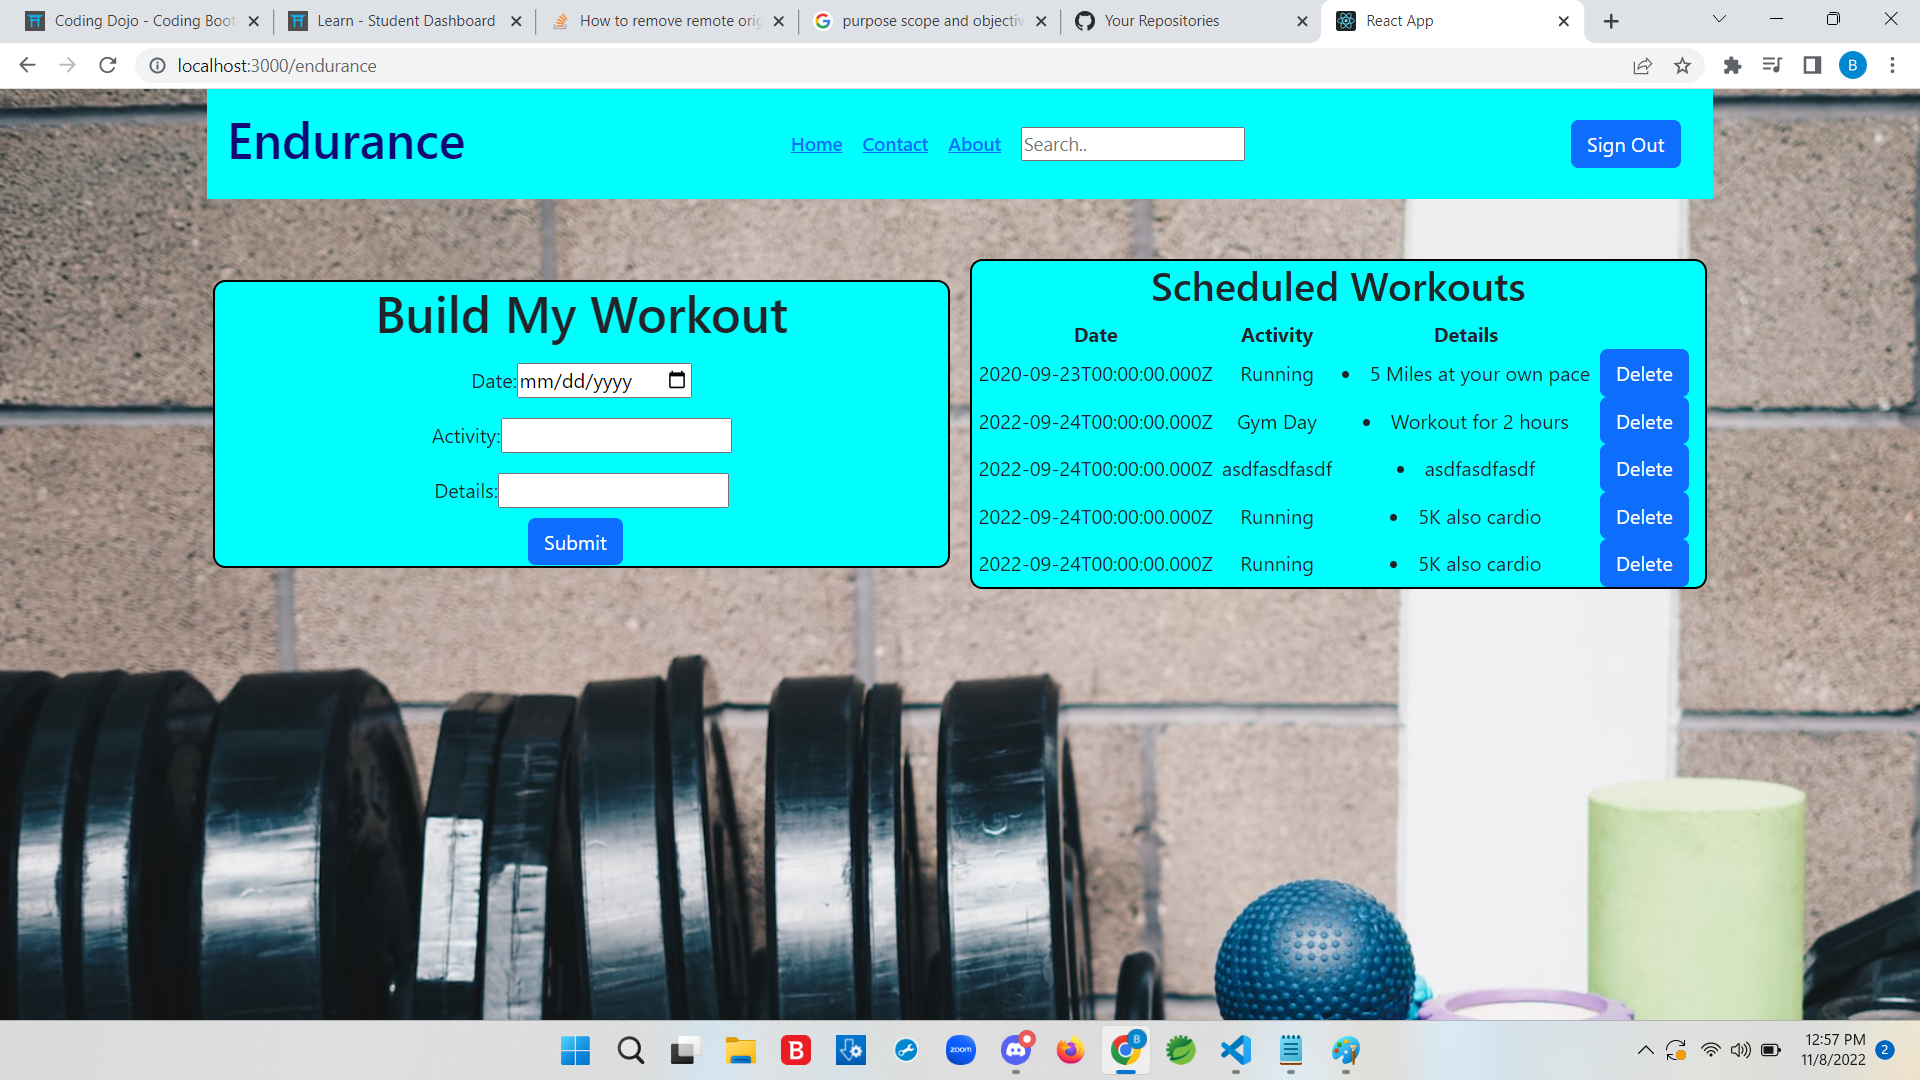 Coding Dojo - Coding Boot
Learn - Student Dashboard
How to remove remote orig
purpose scope and objectiv
Your Repositories
React App
localhost:3000/endurance
B
Endurance
Home Contact About Search.. Sign Out
Build My Workout
Date: mm/dd/yyyy
Activity:
Details:
Submit
Scheduled Workouts
Date Activity Details
2020-09-23T00:00:00.000Z Running • 5 Miles at your own pace Delete
2022-09-24T00:00:00.000Z Gym Day • Workout for 2 hours Delete
2022-09-24T00:00:00.000Z asdfasdfasdf • asdfasdfasdf Delete
2022-09-24T00:00:00.000Z Running • 5K also cardio Delete
2022-09-24T00:00:00.000Z Running • 5K also cardio Delete
B
zoom
B
12:57 PM
11/8/2022
2